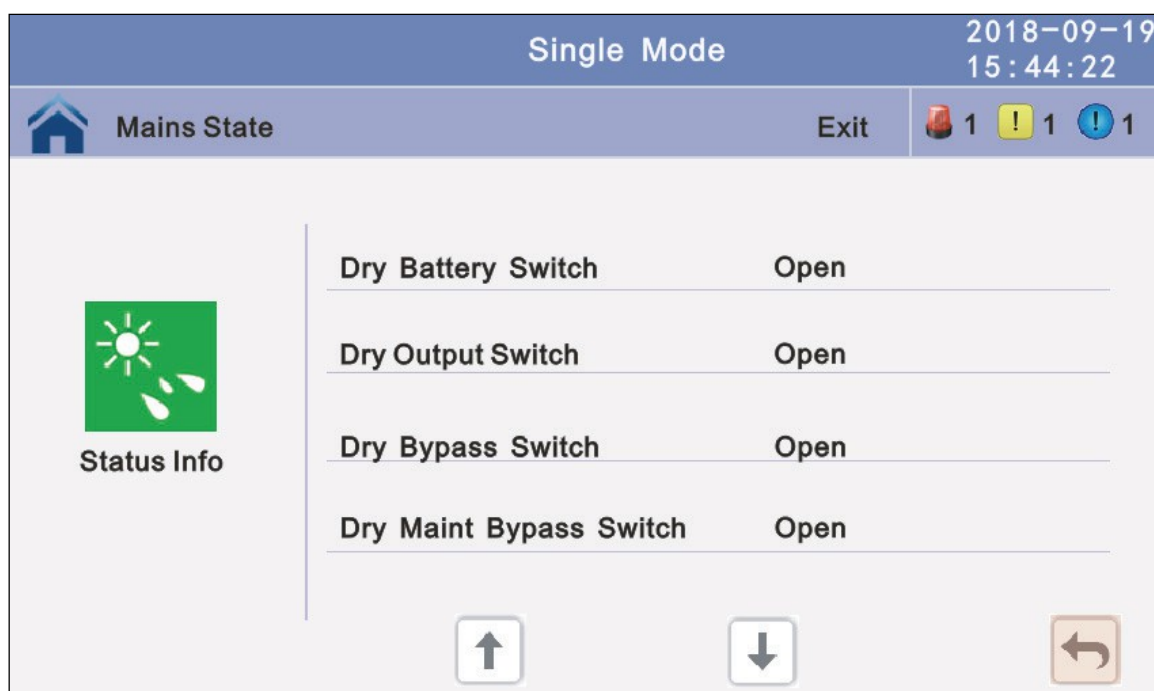 Single Mode
2018-09-19
15:44:22
Mains State
Exit
1
! 1
! 1
Dry Battery Switch Open
Dry Output Switch Open
Dry Bypass Switch Open
Dry Maint Bypass Switch Open
Status Info